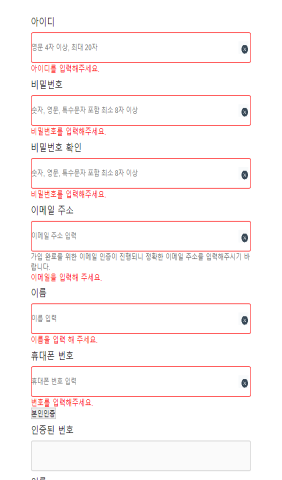 아이디
영문 4자 이상, 최대 20자
아이디를 입력해주세요.
비밀번호
숫자, 영문, 특수문자 포함 최소 8자 이상
비밀번호를 입력해주세요.
비밀번호 확인
숫자, 영문, 특수문자 포함 최소 8자 이상
비밀번호를 입력해주세요.
이메일 주소
이메일 주소 입력
가입 완료를 위한 이메일 인증이 진행되니 정확한 이메일 주소를 입력해주시기 바
랍니다.
이메일을 입력해 주세요.
이름
이름 입력
이름을 입력 해 주세요.
휴대폰 번호
휴대폰 번호 입력
번호를 입력해주세요.
본인인증
인증된 번호